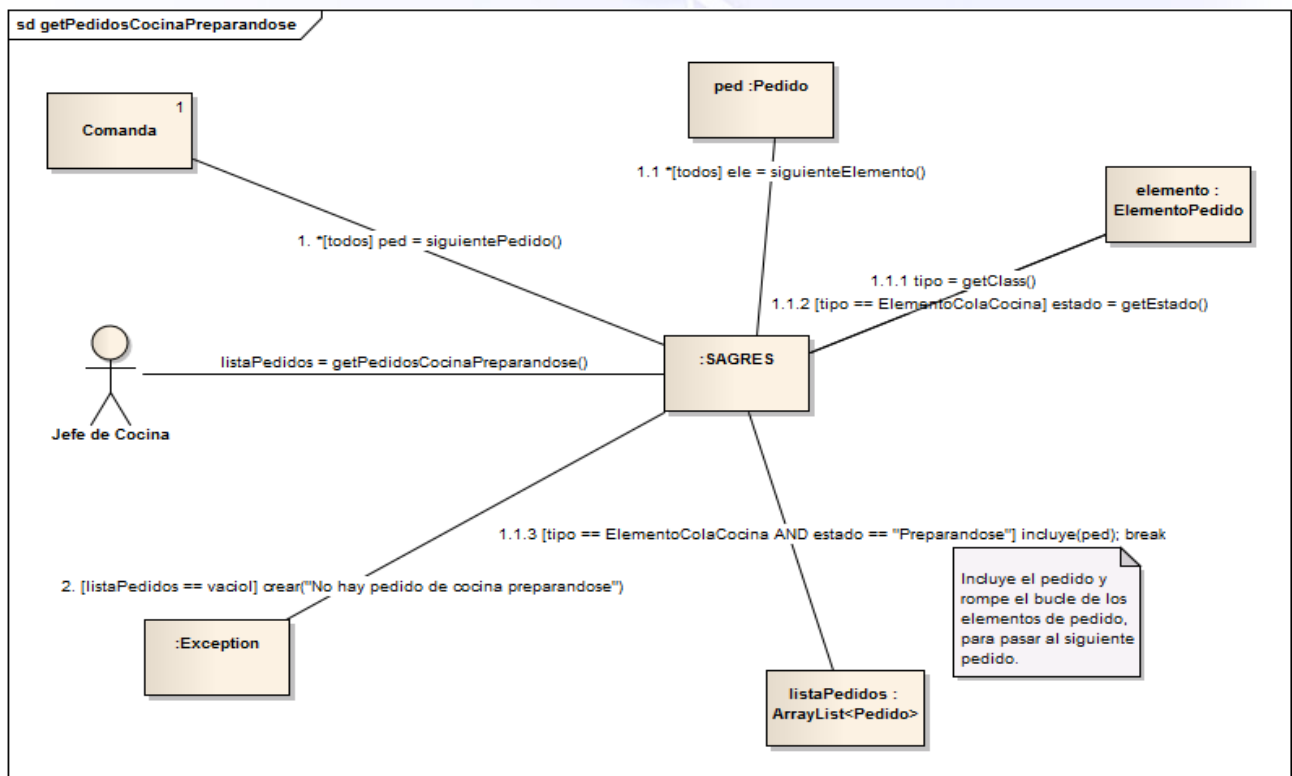 sd getPedidosCocinaPreparandose
ped :Pedido
1
Comanda
1.1 *[todos] ele = siguienteElemento()
elemento :
ElementoPedido
1. *[todos] ped = siguientePedido()
1.1.1 tipo = getClass()
1.1.2 [tipo == ElementoColaCocina] estado = getEstado()
:SAGRES
listaPedidos = getPedidosCocinaPreparandose()
Jefe de Cocina
1.1.3 [tipo == ElementoColaCocina AND estado == "Preparandose"] incluye(ped); break
2. [listaPedidos == vaciol] crear("No hay pedido de cocina preparandose")
Incluye el pedido y
rompe el bucle de los
elementos de pedido,
para pasar al siguiente
pedido.
:Exception
listaPedidos :
ArrayList<Pedido>